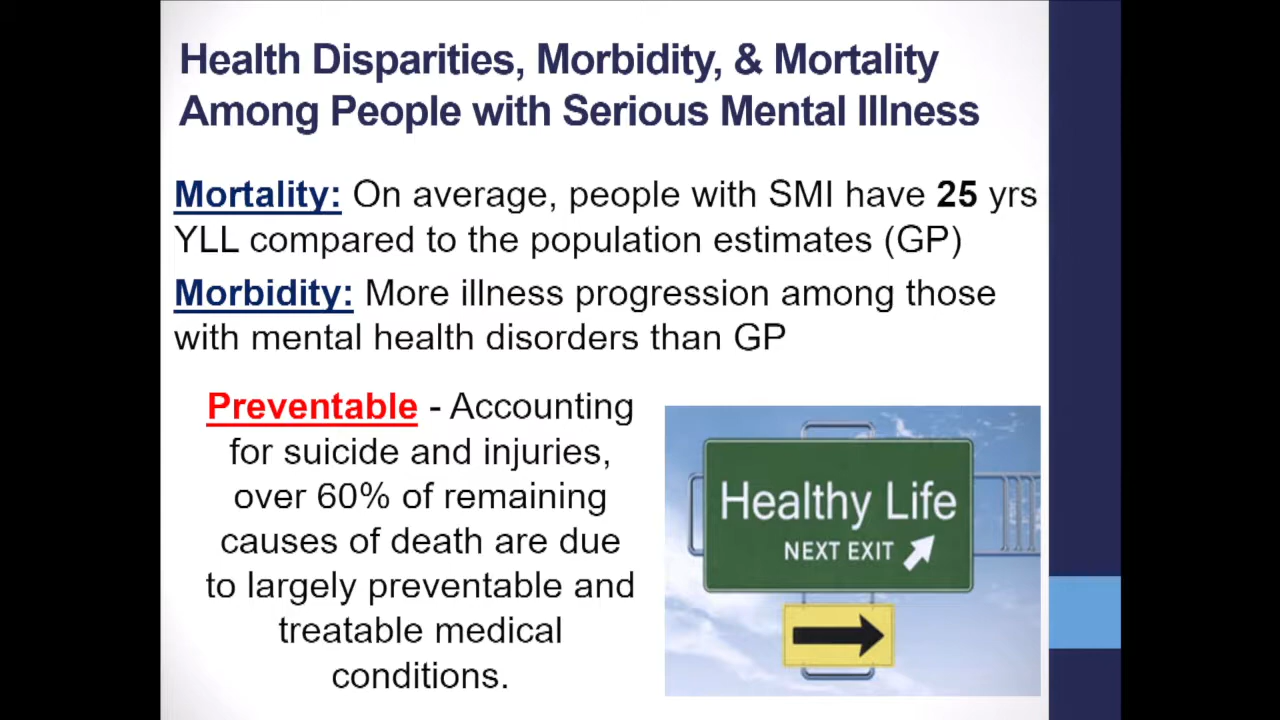 Health Disparities, Morbidity, & Mortality
Among People with Serious Mental Illness
Mortality: On average, people with SMI have 25 yrs
YLL compared to the population estimates (GP)
Morbidity: More illness progression among those
with mental health disorders than GP
Preventable - Accounting
for suicide and injuries,
over 60% of remaining
causes of death are due
to largely preventable and
treatable medical
conditions.
Healthy Life
NEXT EXIT